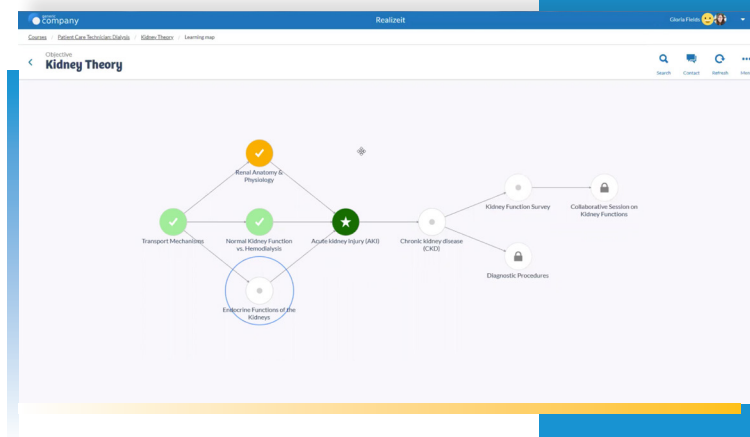 company
Realizeit
Gloria Fields
Courses / Patient Care Technician: Dialysis / Kidney Theory / Learning map
Objective
Kidney Theory
Search
Contact
Refresh
Renal Anatomy &
Physiology
Kidney Function Survey
Collaborative Session on
Kidney Functions
Transport Mechanisms
Normal Kidney Function
vs. Hemodialysis
Acute kidney injury (AKI)
Chronic kidney disease
(CKD)
Diagnostic Procedures
Endocrine Functions of the
Kidneys